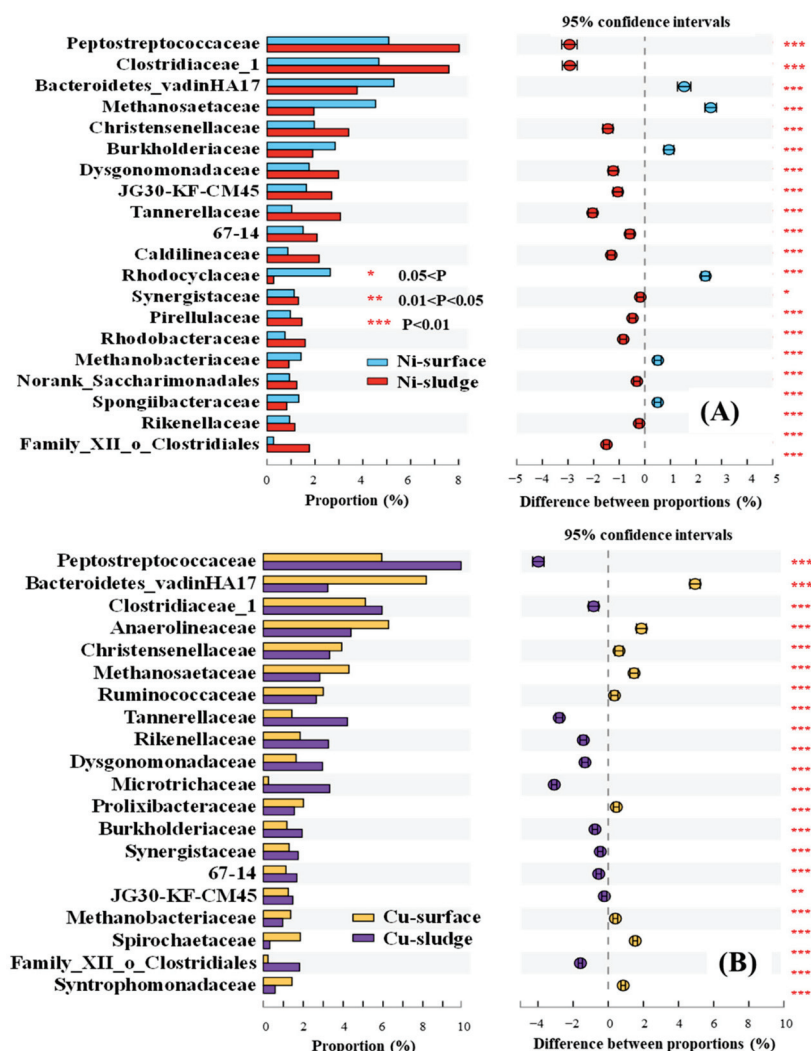 95% confidence intervals
Peptostreptococcaceae ***
Clostridiaceae_1 ***
Bacteroidetes_vadinHA17 ***
Methanosaetaceae ***
Christensenellaceae ***
Burkholderiaceae ***
Dysgonomonadaceae ***
JG30-KF-CM45 ***
Tannerellaceae ***
67-14 ***
Caldilineaceae ***
Rhodocyclaceae * 0.05<P ***
Synergistaceae ** 0.01<P<0.05 *
Pirellulaceae *** P<0.01 ***
Rhodobacteraceae ***
Methanobacteriaceae Ni-surface ***
Norank_Saccharimonadales Ni-sludge ***
Spongiibacteraceae (A) ***
Rikenellaceae ***
Family_XII_o_Clostridiales ***
0 2 4 6 8 −5 −4 −3 −2 −1 0 1 2 3 4 5
Proportion (%) Difference between proportions (%)
95% confidence intervals
Peptostreptococcaceae ***
Bacteroidetes_vadinHA17 ***
Clostridiaceae_1 ***
Anaerolineaceae ***
Christensenellaceae ***
Methanosaetaceae ***
Ruminococcaceae ***
Tannerellaceae ***
Rikenellaceae ***
Dysgonomonadaceae ***
Microtrichaceae ***
Prolixibacteraceae ***
Burkholderiaceae ***
Synergistaceae ***
67-14 ***
JG30-KF-CM45 **
Methanobacteriaceae Cu-surface ***
Spirochaetaceae Cu-sludge ***
Family_XII_o_Clostridiales (B) ***
Syntrophomonadaceae ***
0 2 4 6 8 10 −4 −2 0 2 4 6 8 10
Proportion (%) Difference between proportions (%)